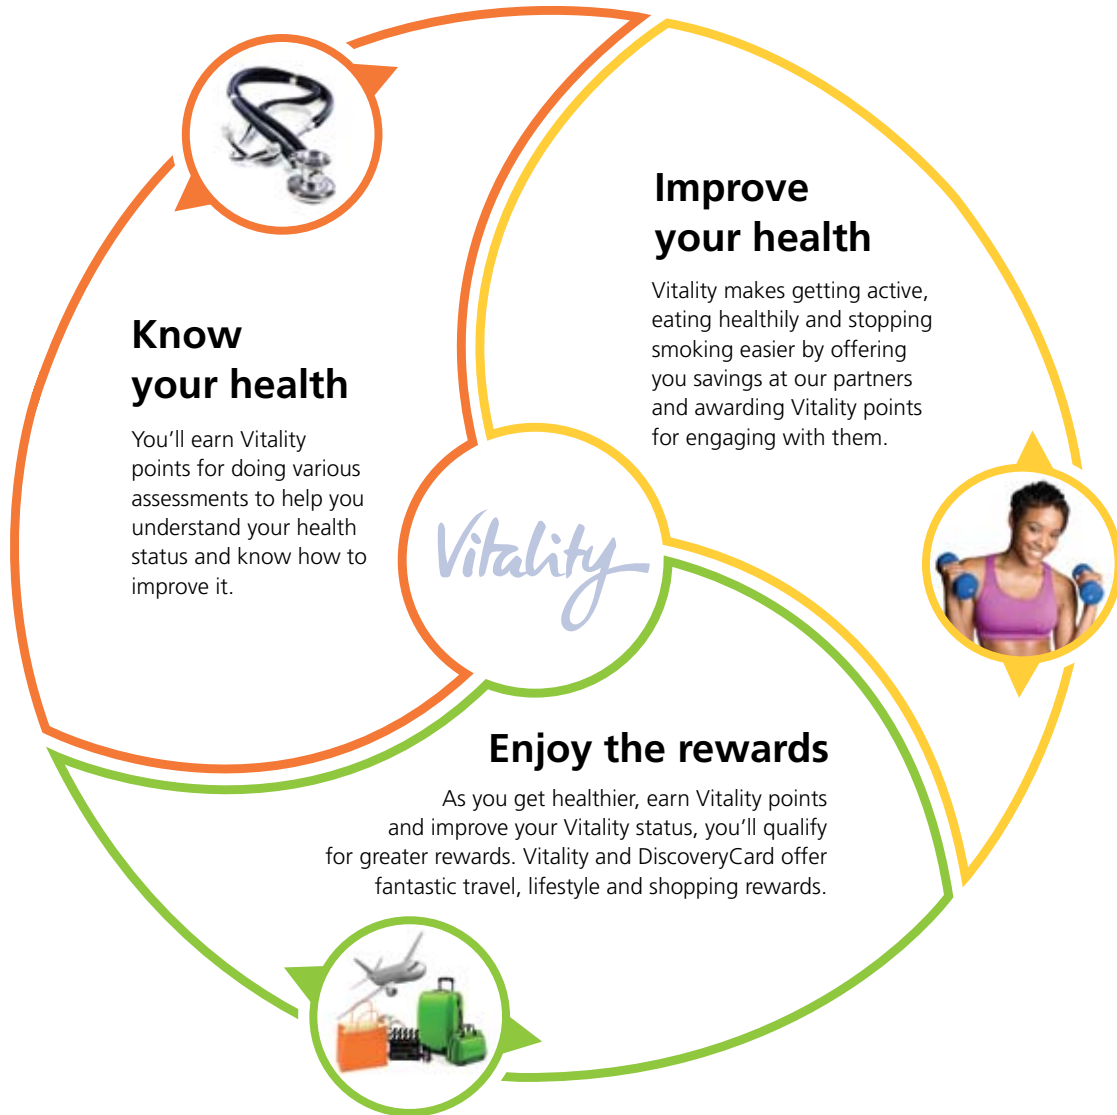 Know
your health
You'll earn Vitality
points for doing various
assessments to help you
understand your health
status and know how to
improve it.
Improve
your health
Vitality makes getting active,
eating healthily and stopping
smoking easier by offering
you savings at our partners
and awarding Vitality points
for engaging with them.
Vitality
Enjoy the rewards
As you get healthier, earn Vitality points
and improve your Vitality status, you'll qualify
for greater rewards. Vitality and DiscoveryCard offer
fantastic travel, lifestyle and shopping rewards.